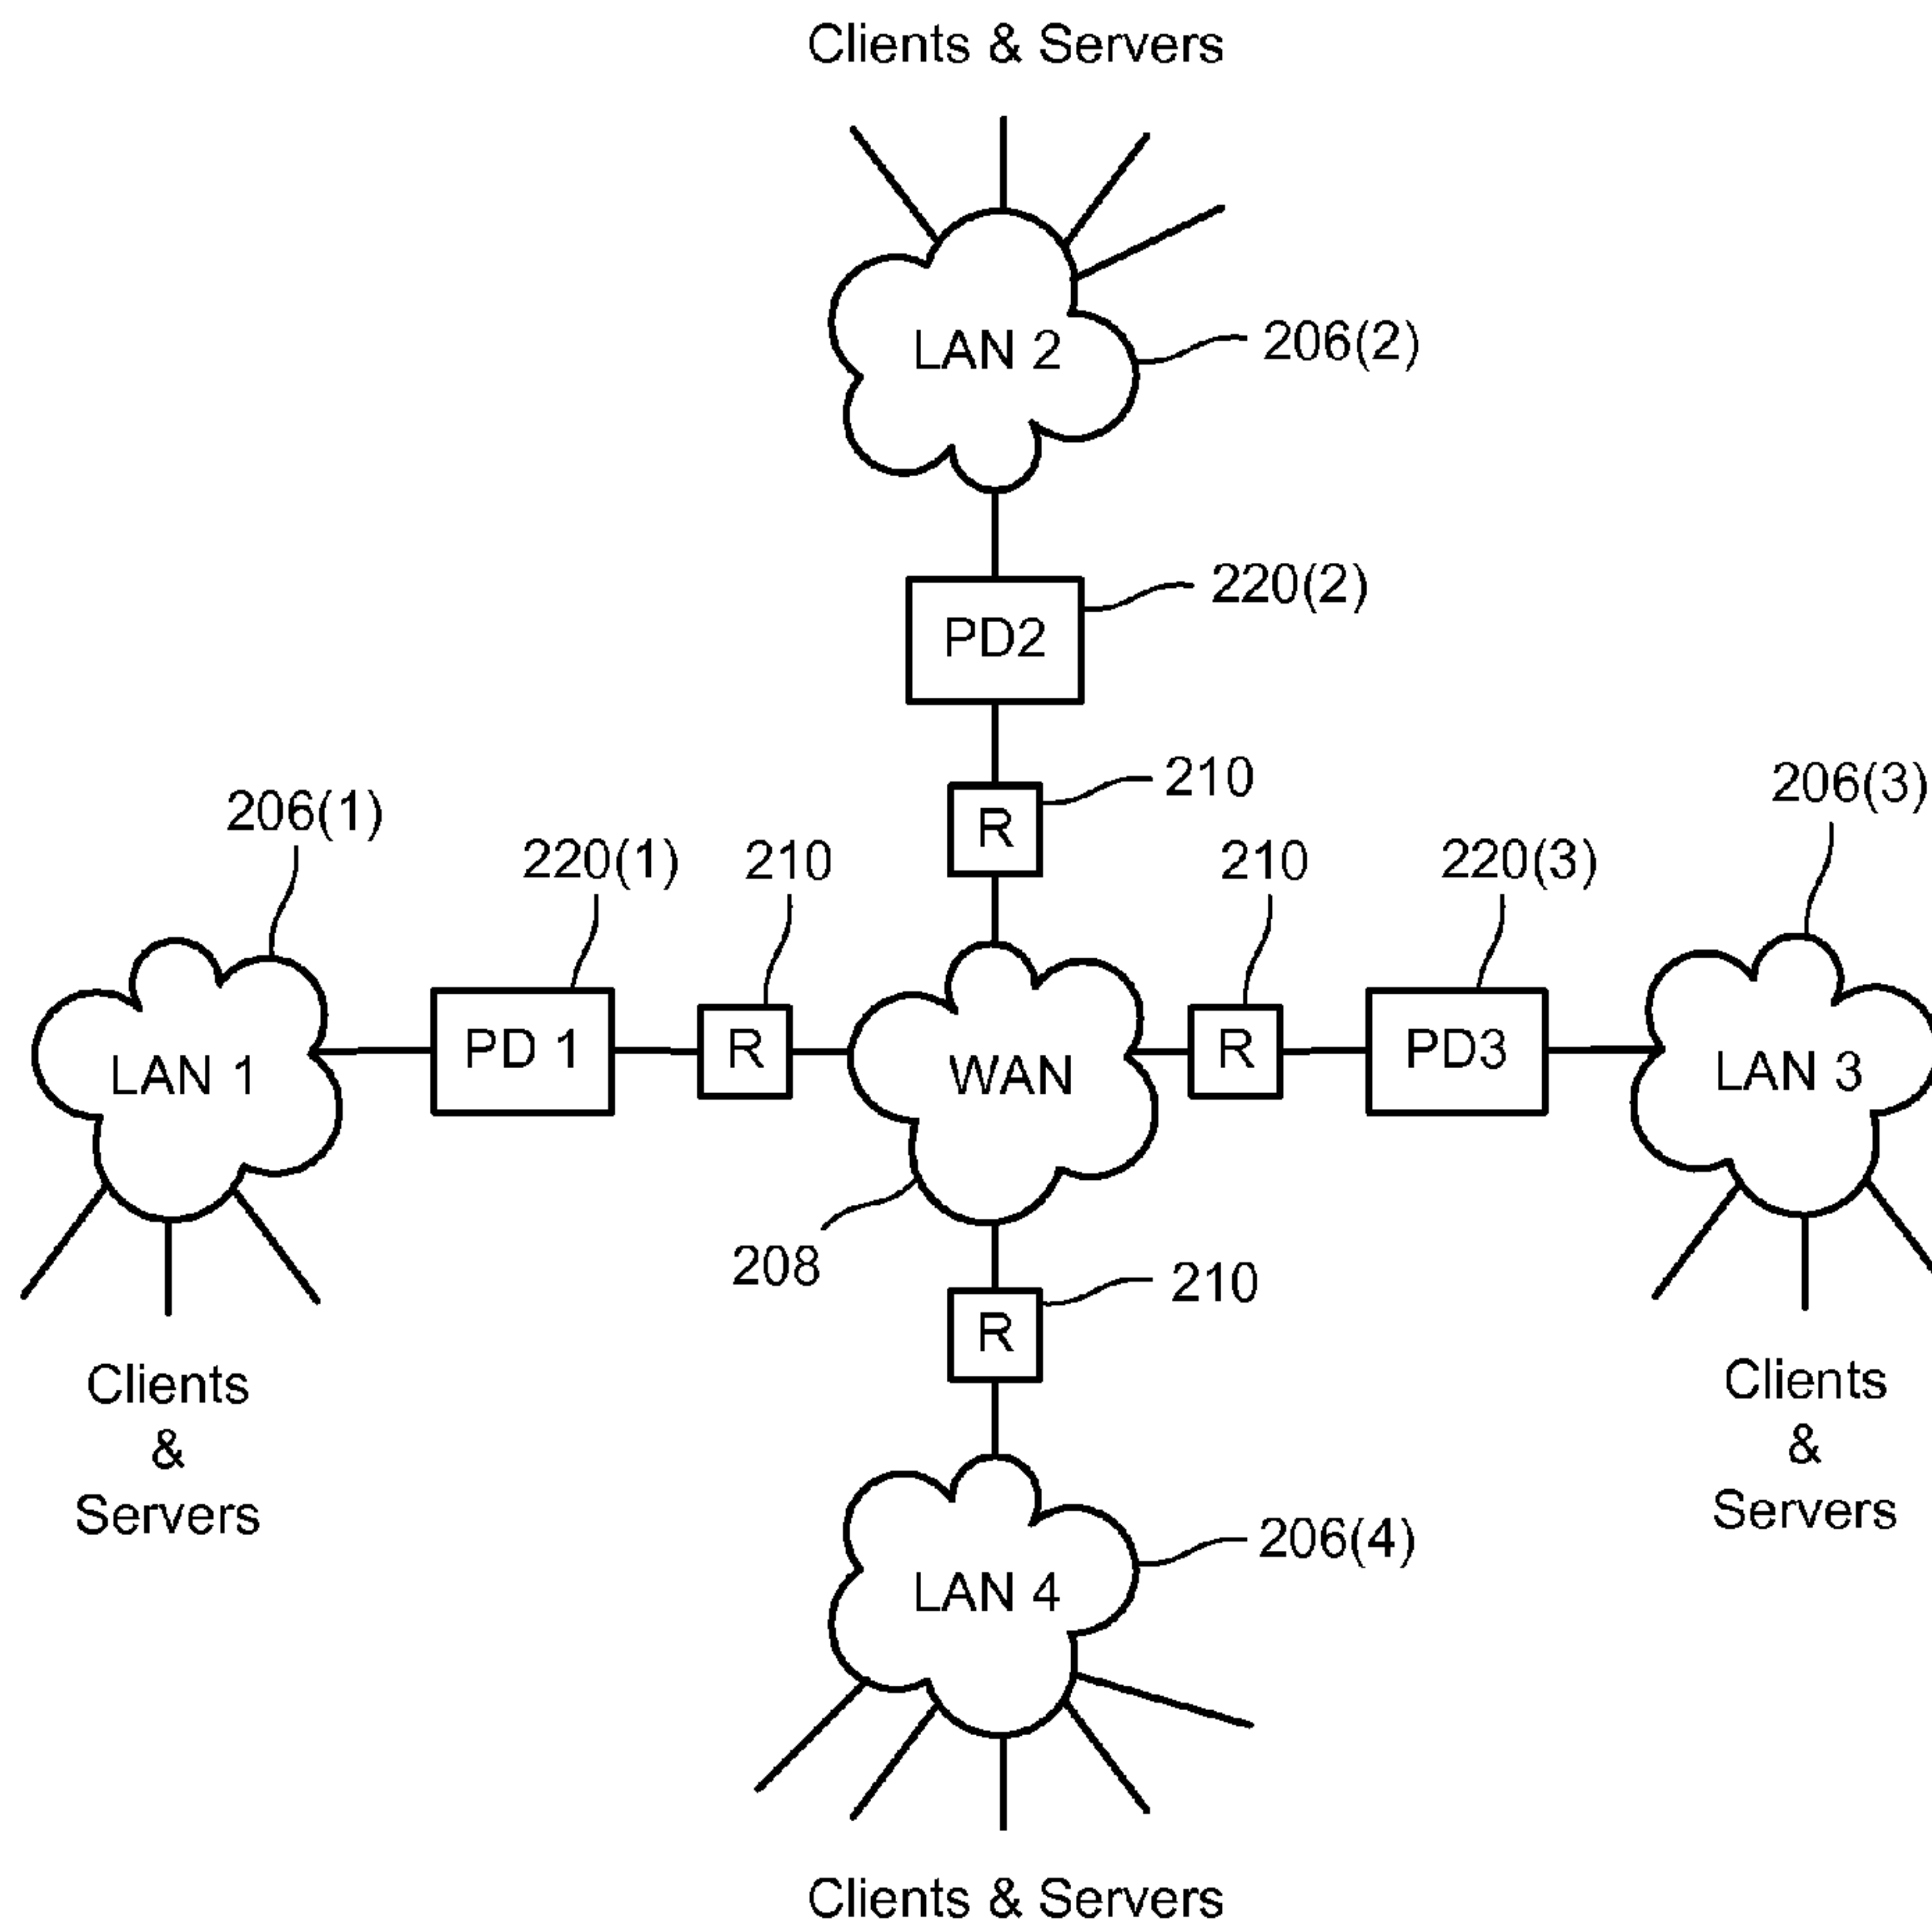 Clients & Servers
LAN 2
206(2)
220(2)
PD2
210
R
206(1)
220(1)
210
210
220(3)
206(3)
LAN 1
PD 1
R
WAN
R
PD3
LAN 3
208
210
R
Clients
&
Servers
Clients
&
Servers
206(4)
LAN 4
Clients & Servers